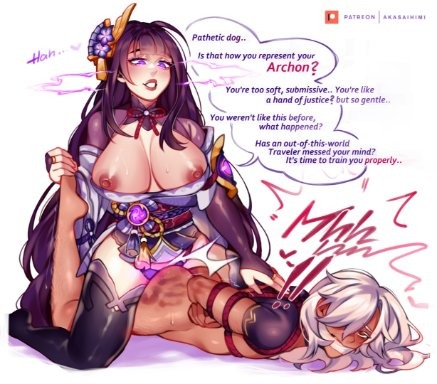 PATREON | AKASAIHIMI
Hah..
Pathetic dog..
Is that how you represent your
Archon?
You're too soft, submissive.. You're like
a hand of justice? but so gentle..
You weren't like this before,
what happened?
Has an out-of-this-world
Traveler messed your mind?
It's time to train you properly..
Mhh
!!